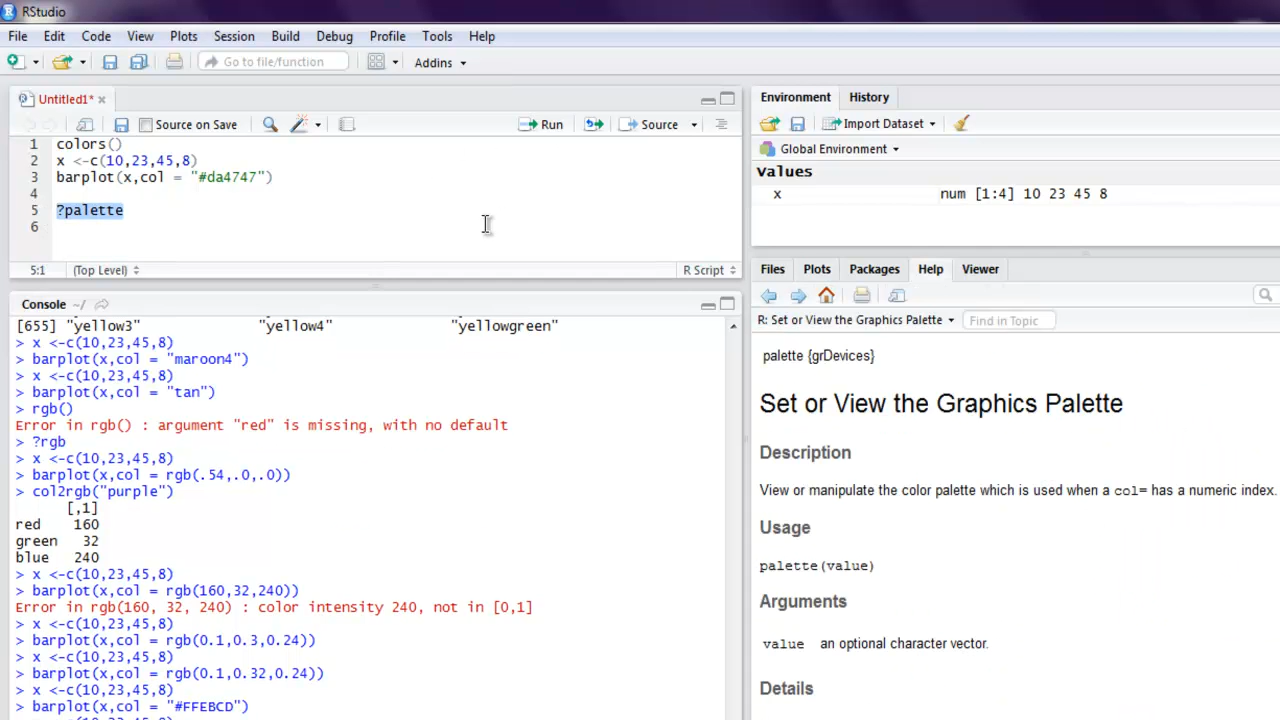 RStudio
File Edit Code View Plots Session Build Debug Profile Tools Help
Go to file/function Addins
Untitled1*
Source on Save Run Source
1 colors()
2 x <-c(10,23,45,8)
3 barplot(x,col = "#da4747")
4
5 ?palette
6
5:1 (Top Level) R Script
Console ~/
[655] "yellow3" "yellow4" "yellowgreen"
> x <-c(10,23,45,8)
> barplot(x,col = "maroon4")
> x <-c(10,23,45,8)
> barplot(x,col = "tan")
> rgb()
Error in rgb() : argument "red" is missing, with no default
> ?rgb
> x <-c(10,23,45,8)
> barplot(x,col = rgb(.54,.0,.0))
> col2rgb("purple")
[,1]
red 160
green 32
blue 240
> x <-c(10,23,45,8)
> barplot(x,col = rgb(160,32,240))
Error in rgb(160, 32, 240) : color intensity 240, not in [0,1]
> x <-c(10,23,45,8)
> barplot(x,col = rgb(0.1,0.3,0.24))
> x <-c(10,23,45,8)
> barplot(x,col = rgb(0.1,0.32,0.24))
> x <-c(10,23,45,8)
> barplot(x,col = "#FFEBCD")
Environment History
Import Dataset
Global Environment
Values
x num [1:4] 10 23 45 8
Files Plots Packages Help Viewer
R: Set or View the Graphics Palette Find in Topic
palette {grDevices}
Set or View the Graphics Palette
Description
View or manipulate the color palette which is used when a col= has a numeric index.
Usage
palette(value)
Arguments
value an optional character vector.
Details